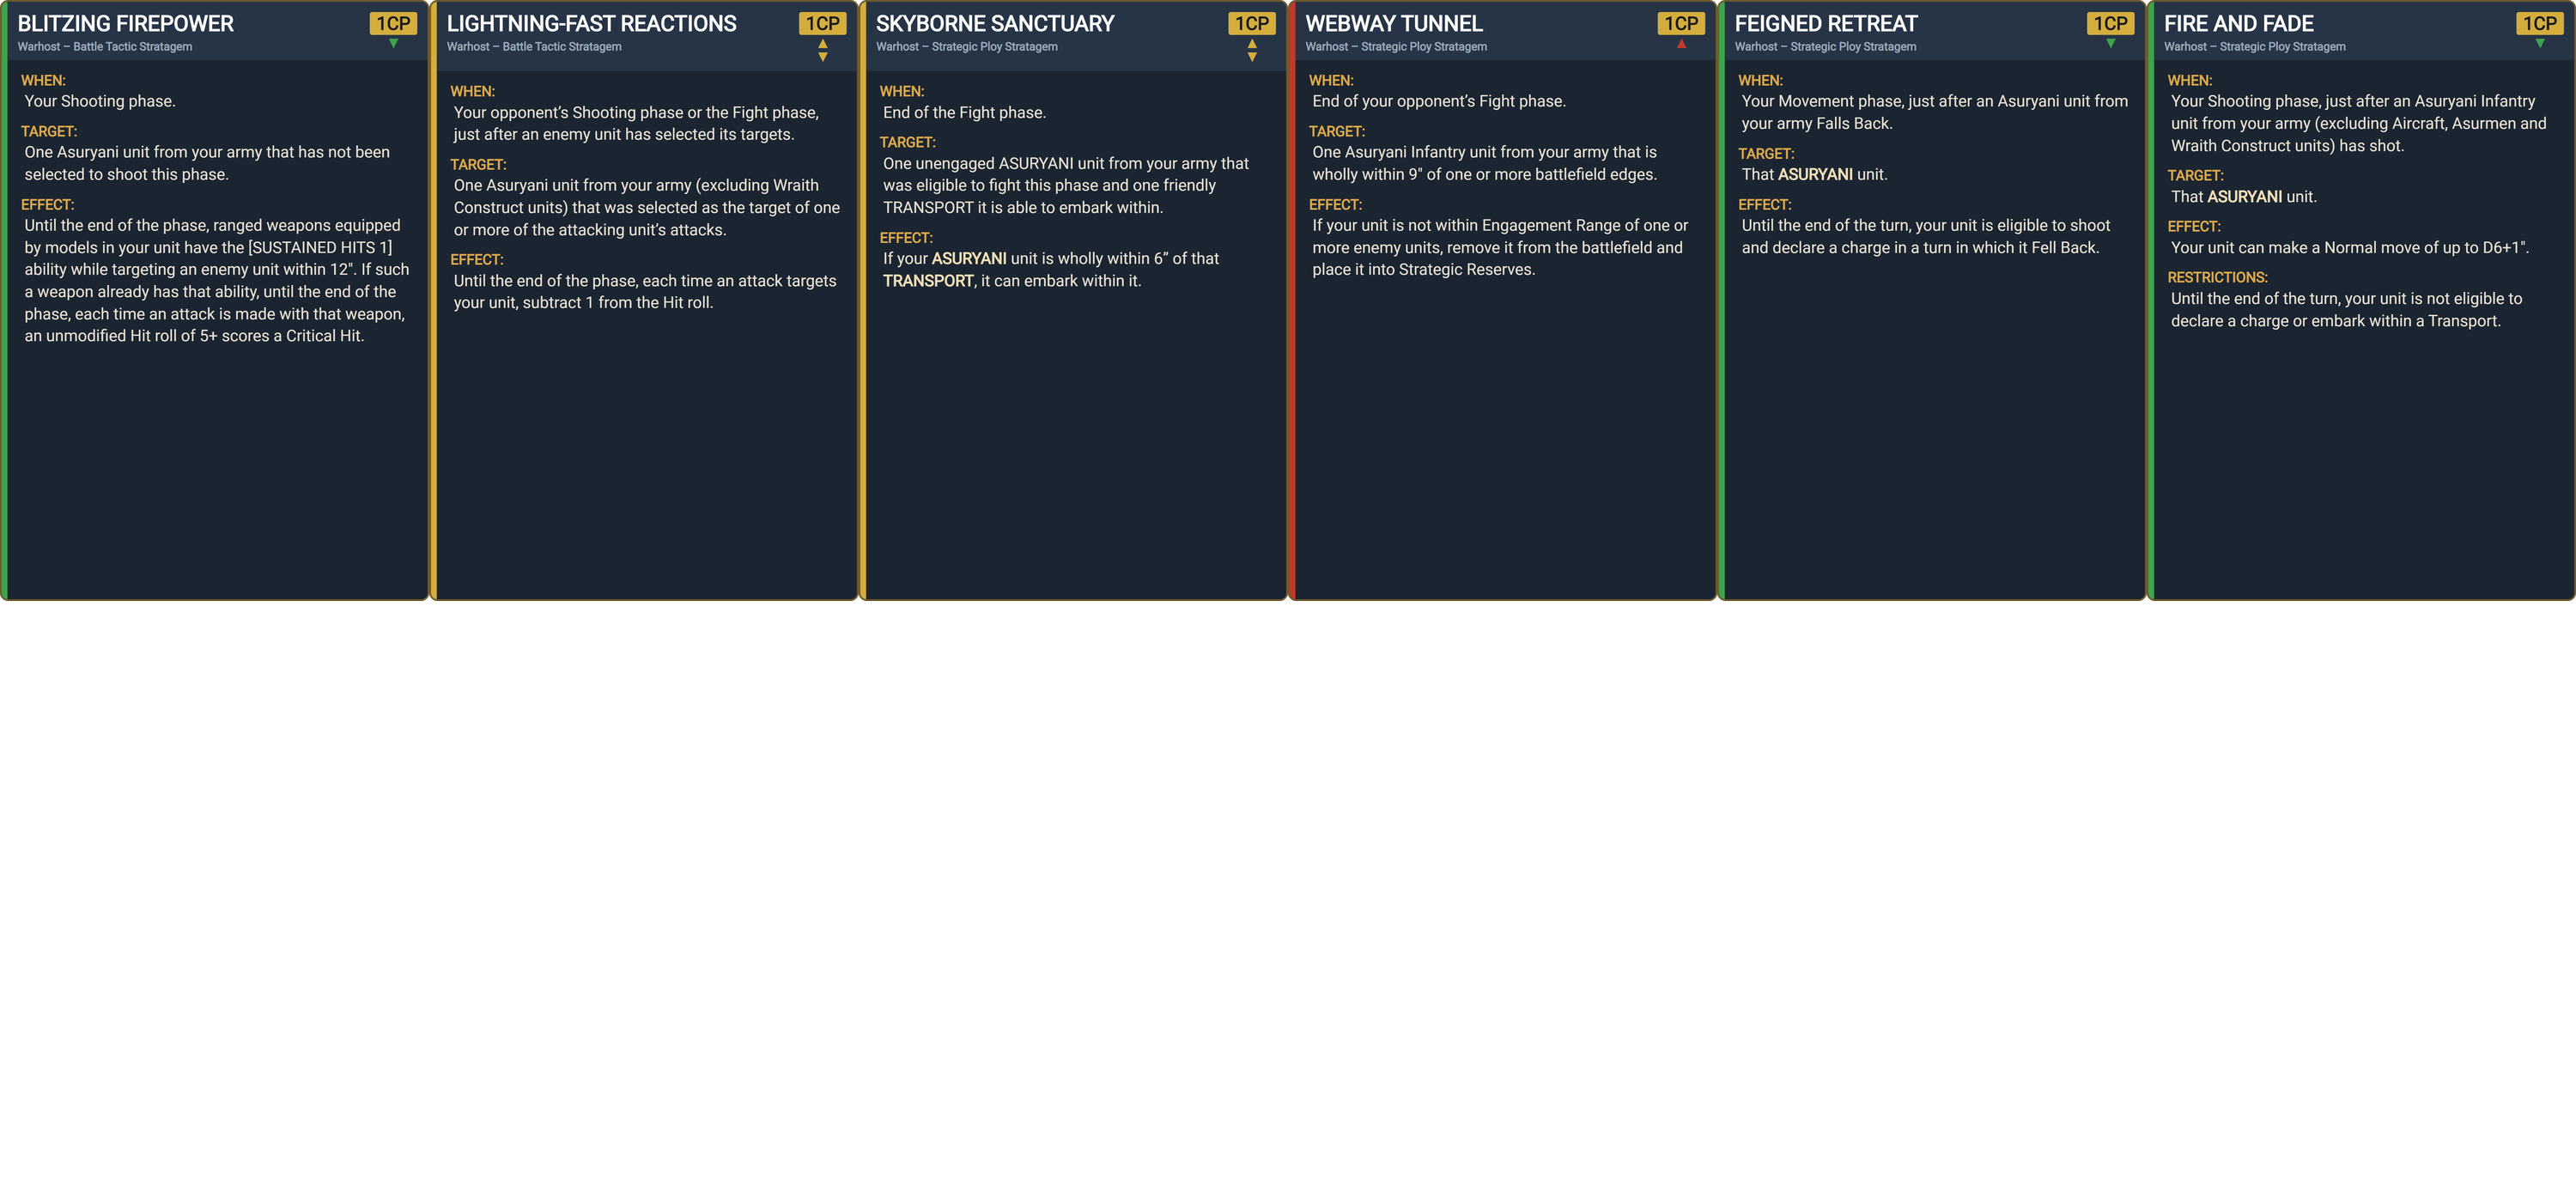 BLITZING FIREPOWER
1CP
Warhost – Battle Tactic Stratagem
WHEN:
Your Shooting phase.
TARGET:
One Asuryani unit from your army that has not been
selected to shoot this phase.
EFFECT:
Until the end of the phase, ranged weapons equipped
by models in your unit have the [SUSTAINED HITS 1]
ability while targeting an enemy unit within 12". If such
a weapon already has that ability, until the end of the
phase, each time an attack is made with that weapon,
an unmodified Hit roll of 5+ scores a Critical Hit.
LIGHTNING-FAST REACTIONS
1CP
Warhost – Battle Tactic Stratagem
WHEN:
Your opponent’s Shooting phase or the Fight phase,
just after an enemy unit has selected its targets.
TARGET:
One Asuryani unit from your army (excluding Wraith
Construct units) that was selected as the target of one
or more of the attacking unit’s attacks.
EFFECT:
Until the end of the phase, each time an attack targets
your unit, subtract 1 from the Hit roll.
SKYBORNE SANCTUARY
1CP
Warhost – Strategic Ploy Stratagem
WHEN:
End of the Fight phase.
TARGET:
One unengaged ASURYANI unit from your army that
was eligible to fight this phase and one friendly
TRANSPORT it is able to embark within.
EFFECT:
If your ASURYANI unit is wholly within 6” of that
TRANSPORT, it can embark within it.
WEBWAY TUNNEL
1CP
Warhost – Strategic Ploy Stratagem
WHEN:
End of your opponent’s Fight phase.
TARGET:
One Asuryani Infantry unit from your army that is
wholly within 9" of one or more battlefield edges.
EFFECT:
If your unit is not within Engagement Range of one or
more enemy units, remove it from the battlefield and
place it into Strategic Reserves.
FEIGNED RETREAT
1CP
Warhost – Strategic Ploy Stratagem
WHEN:
Your Movement phase, just after an Asuryani unit from
your army Falls Back.
TARGET:
That ASURYANI unit.
EFFECT:
Until the end of the turn, your unit is eligible to shoot
and declare a charge in a turn in which it Fell Back.
FIRE AND FADE
1CP
Warhost – Strategic Ploy Stratagem
WHEN:
Your Shooting phase, just after an Asuryani Infantry
unit from your army (excluding Aircraft, Asurmen and
Wraith Construct units) has shot.
TARGET:
That ASURYANI unit.
EFFECT:
Your unit can make a Normal move of up to D6+1".
RESTRICTIONS:
Until the end of the turn, your unit is not eligible to
declare a charge or embark within a Transport.